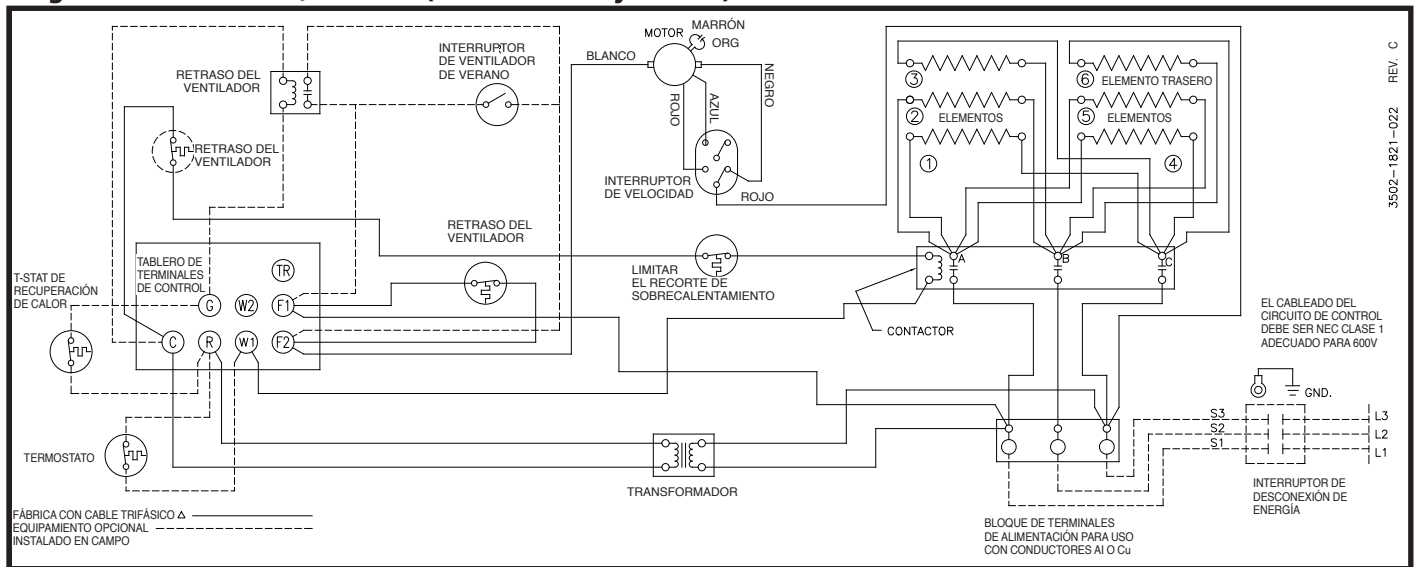 MARRÓN
MOTOR
ORG
BLANCO
INTERRUPTOR
DE VENTILADOR
DE VERANO
RETRASO DEL
VENTILADOR
ROJO
AZUL
NEGRO
③
⑥ ELEMENTO TRASERO
② ELEMENTOS
⑤ ELEMENTOS
①
④
3502-1821-022 REV. C
RETRASO DEL
VENTILADOR
INTERRUPTOR
DE VELOCIDAD
ROJO
RETRASO DEL
VENTILADOR
T-STAT DE
RECUPERACIÓN
DE CALOR
TABLERO DE
TERMINALES
DE CONTROL
TR
G W2 F1
C R W1 F2
LIMITAR
EL RECORTE DE
SOBRECALENTAMIENTO
A B C
CONTACTOR
EL CABLEADO DEL
CIRCUITO DE CONTROL
DEBE SER NEC CLASE 1
ADECUADO PARA 600V
GND.
S3 L3
S2 L2
S1 L1
TERMOSTATO
TRANSFORMADOR
INTERRUPTOR DE
DESCONEXIÓN DE
ENERGÍA
BLOQUE DE TERMINALES
DE ALIMENTACIÓN PARA USO
CON CONDUCTORES Al O Cu
FÁBRICA CON CABLE TRIFÁSICO Δ
EQUIPAMIENTO OPCIONAL
INSTALADO EN CAMPO